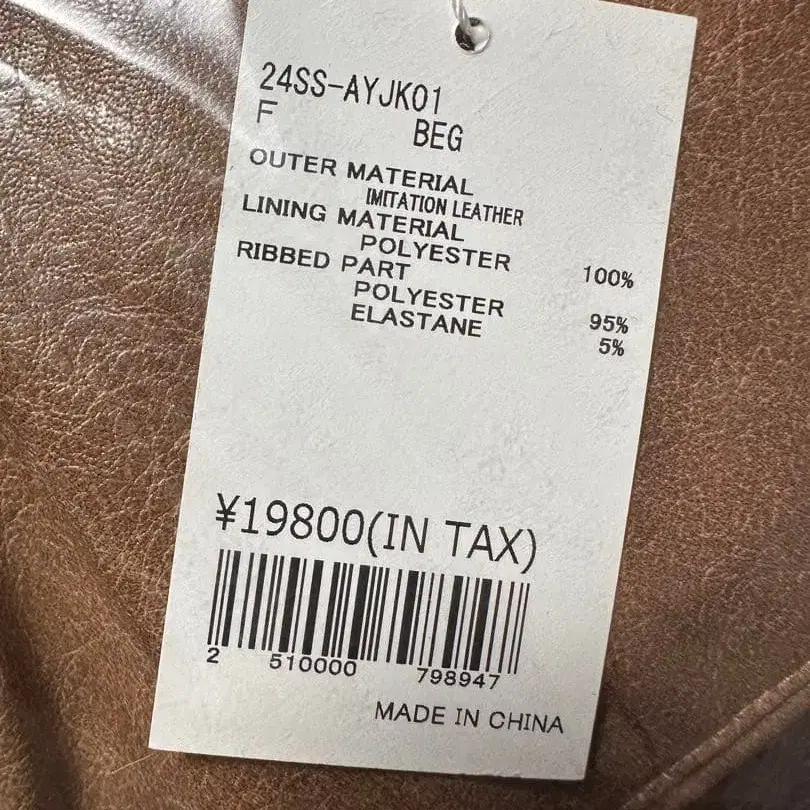 24SS-AYJK01
F BEG
OUTER MATERIAL
IMITATION LEATHER
LINING MATERIAL
POLYESTER 100%
RIBBED PART
POLYESTER 95%
ELASTANE 5%
¥19800(IN TAX)
2 510000 798947
MADE IN CHINA